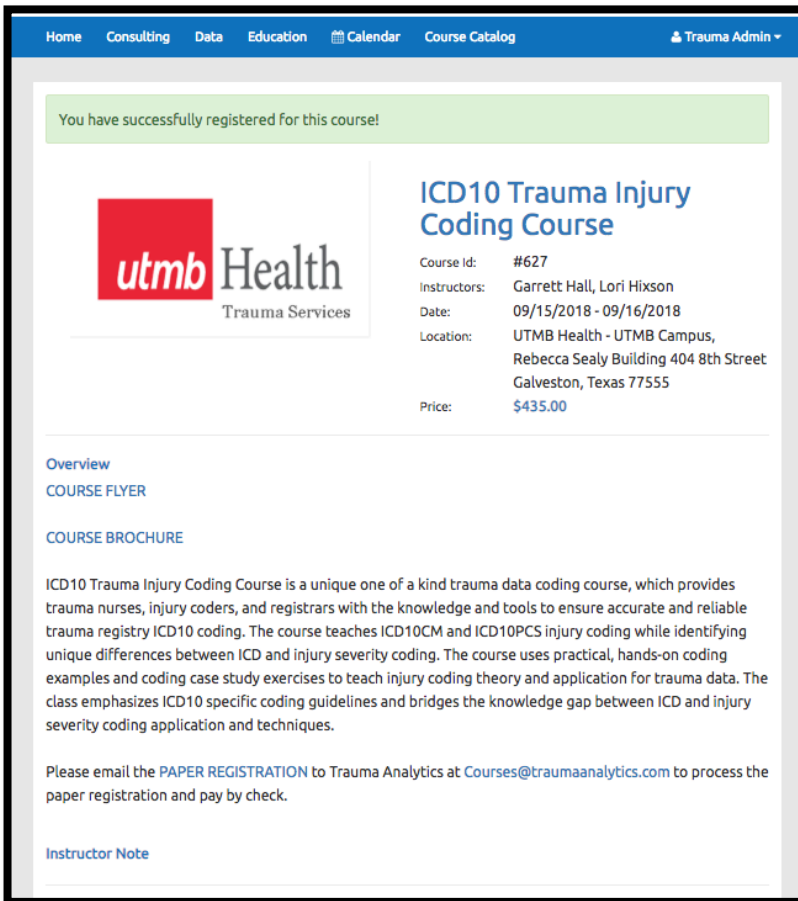 Home Consulting Data Education Calendar Course Catalog Trauma Admin
You have successfully registered for this course!
utmb Health
Trauma Services
ICD10 Trauma Injury
Coding Course
Course Id: #627
Instructors: Garrett Hall, Lori Hixson
Date: 09/15/2018 - 09/16/2018
Location: UTMB Health - UTMB Campus,
Rebecca Sealy Building 404 8th Street
Galveston, Texas 77555
Price: $435.00
Overview
COURSE FLYER
COURSE BROCHURE
ICD10 Trauma Injury Coding Course is a unique one of a kind trauma data coding course, which provides
trauma nurses, injury coders, and registrars with the knowledge and tools to ensure accurate and reliable
trauma registry ICD10 coding. The course teaches ICD10CM and ICD10PCS injury coding while identifying
unique differences between ICD and injury severity coding. The course uses practical, hands-on coding
examples and coding case study exercises to teach injury coding theory and application for trauma data. The
class emphasizes ICD10 specific coding guidelines and bridges the knowledge gap between ICD and injury
severity coding application and techniques.
Please email the PAPER REGISTRATION to Trauma Analytics at Courses@traumaanalytics.com to process the
paper registration and pay by check.
Instructor Note